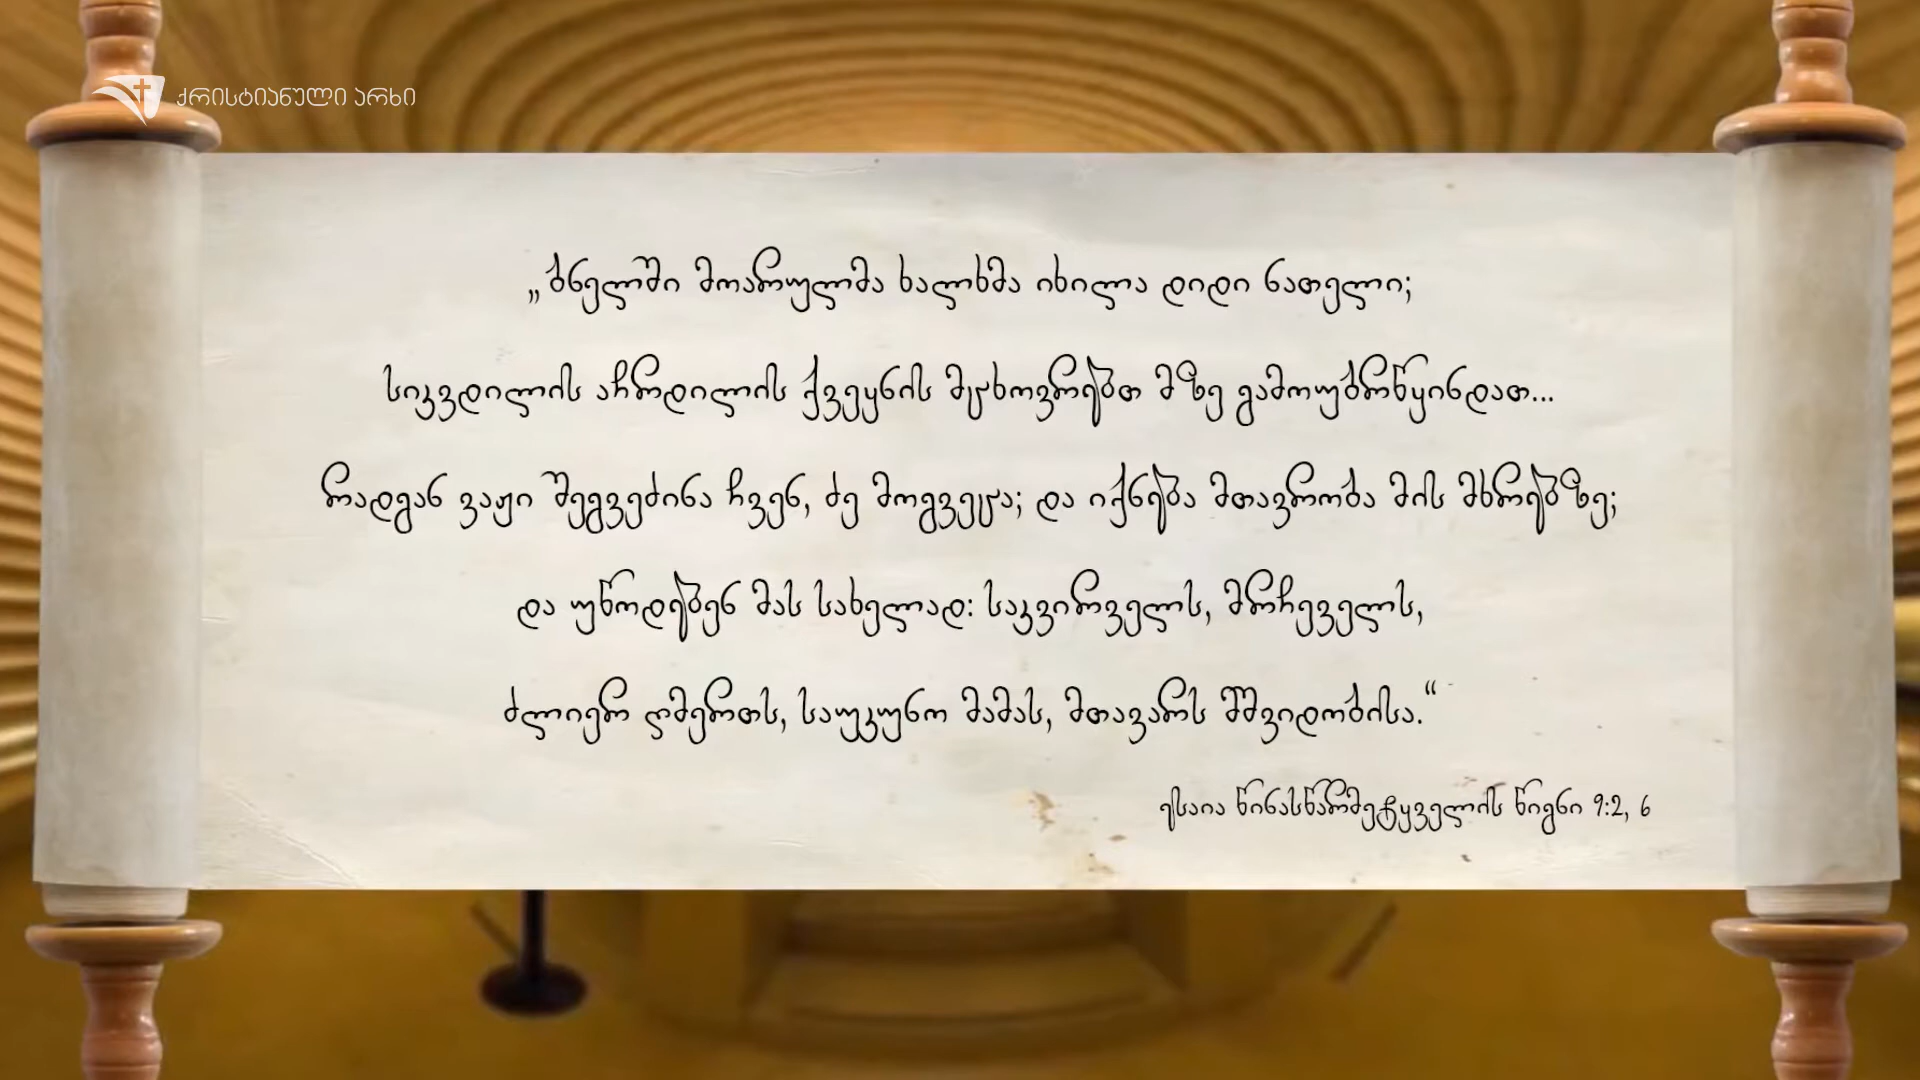 ქრისტიანული არხი
„ბნელში მოარულმა ხალხმა იხილა დიდი ნათელი;
სიკვდილის აჩრდილის ქვეყნის მცხოვრებთ მზე გამოუბრწყინდათ...
რადგან ვაჟი შეგვეძინა ჩვენ, ძე მოგვეცა; და იქნება მთავრობა მის მხრებზე;
და უწოდებენ მას სახელად: საკვირველს, მრჩეველს,
ძლიერ ღმერთს, საუკუნო მამას, მთავარს მშვიდობისა.“
ესაია წინასწარმეტყველის წიგნი 9:2, 6